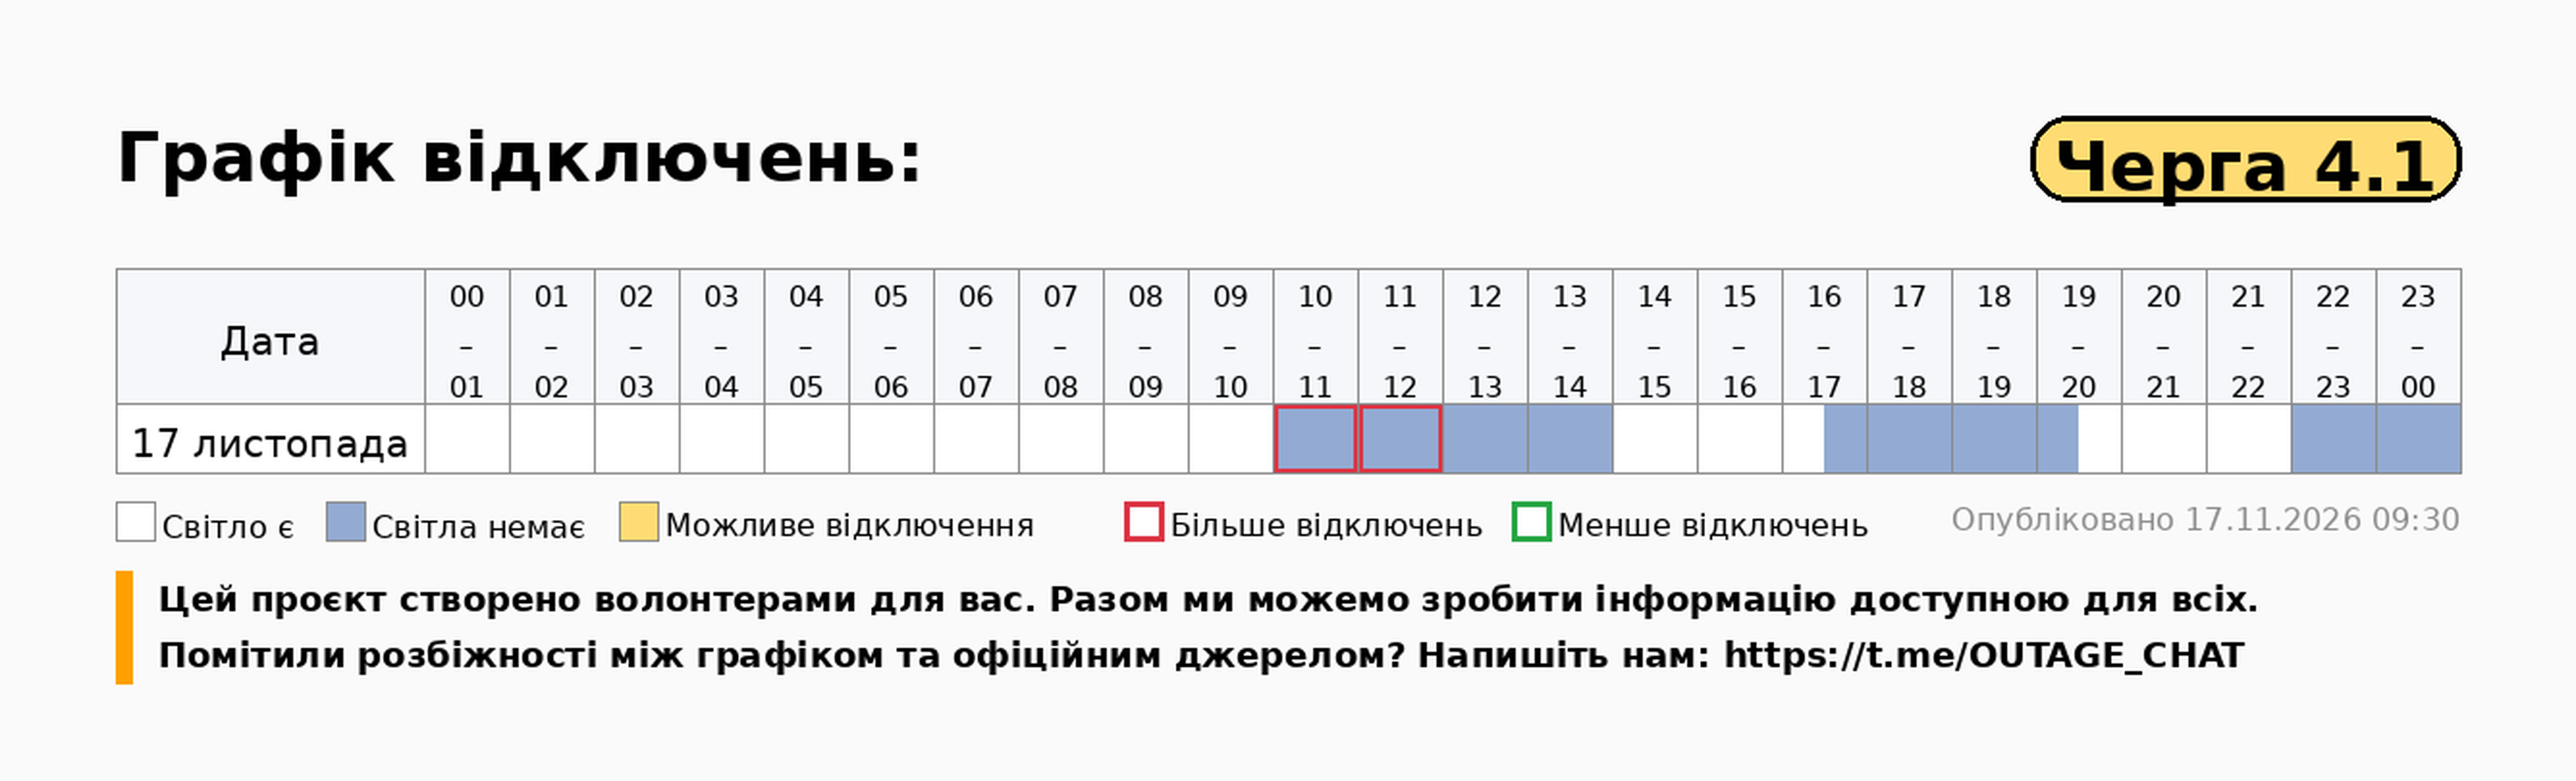 Графік відключень:
Черга 4.1
Дата 00 – 01 01 – 02 02 – 03 03 – 04 04 – 05 05 – 06 06 – 07 07 – 08 08 – 09 09 – 10 10 – 11 11 – 12 12 – 13 13 – 14 14 – 15 15 – 16 16 – 17 17 – 18 18 – 19 19 – 20 20 – 21 21 – 22 22 – 23 23 – 00
17 листопада
Світло є Світла немає Можливе відключення Більше відключень Менше відключень Опубліковано 17.11.2026 09:30
Цей проєкт створено волонтерами для вас. Разом ми можемо зробити інформацію доступною для всіх.
Помітили розбіжності між графіком та офіційним джерелом? Напишіть нам: https://t.me/OUTAGE_CHAT